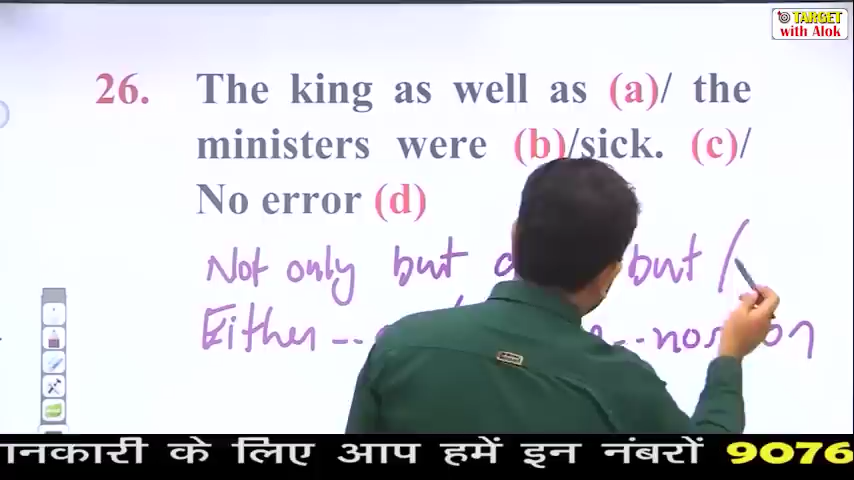 TARGET
with Alok
26. The king as well as (a)/ the
ministers were (b)/sick. (c)/
No error (d)
Not only but but
Either -- -- nor
ानकारी के लिए आप हमें इन नंबरों 9076